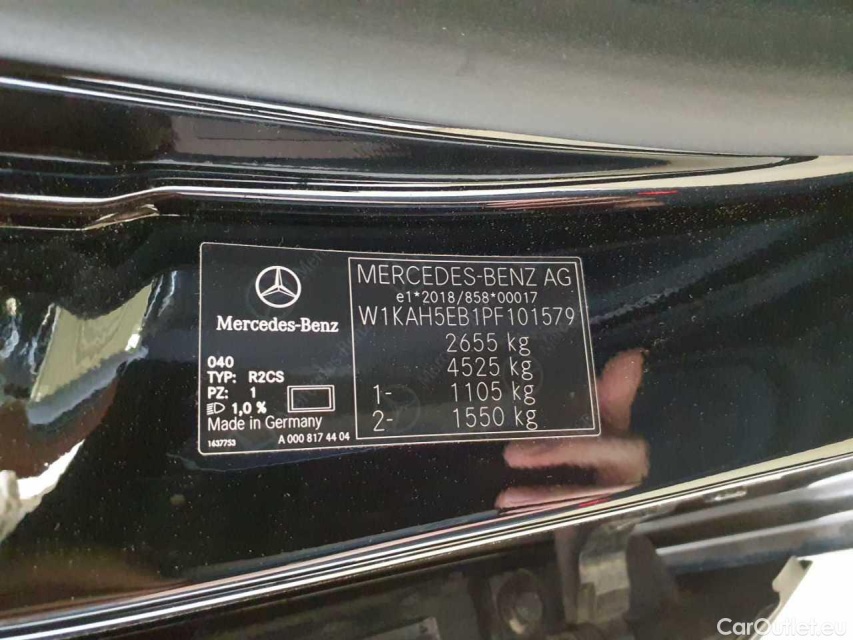 Mercedes-Benz
040
TYP: R2CS
PZ: 1
1,0 %
Made in Germany
1637753 A 000 817 44 04
MERCEDES-BENZ AG
e1*2018/858*00017
W1KAH5EB1PF101579
2655 kg
4525 kg
1- 1105 kg
2- 1550 kg
CarOutlet.eu